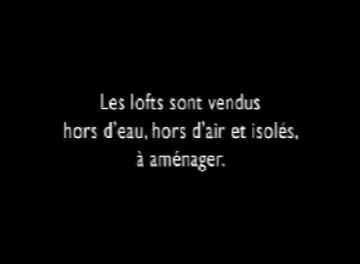 Les lofts sont vendus
hors d'eau, hors d'air et isolés,
à aménager.